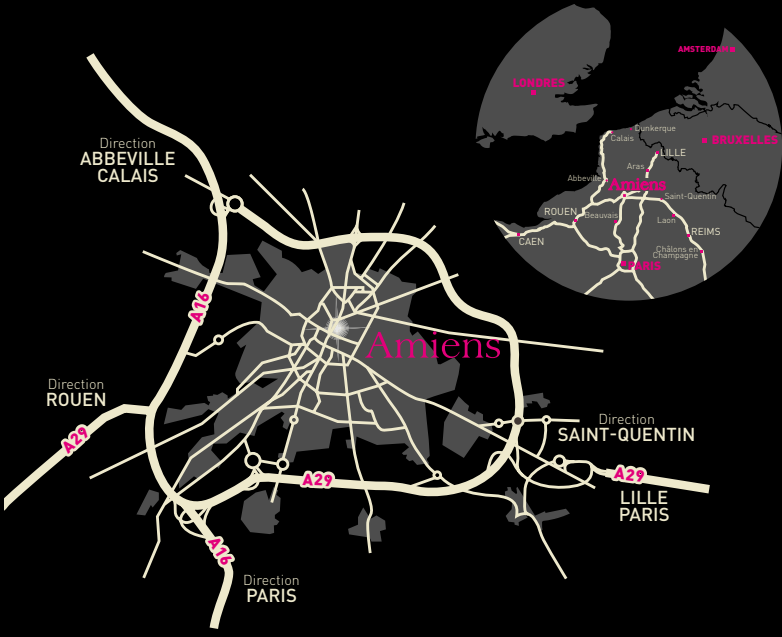 LONDRES
AMSTERDAM
BRUXELLES
Dunkerque
Calais
LILLE
Aras
Abbeville
Amiens
Saint-Quentin
ROUEN
Beauvais
Laon
REIMS
CAEN
Châlons en
Champagne
PARIS
Direction
ABBEVILLE
CALAIS
A16
Amiens
Direction
ROUEN
A29
Direction
SAINT-QUENTIN
A29
A29
LILLE
PARIS
A16
Direction
PARIS